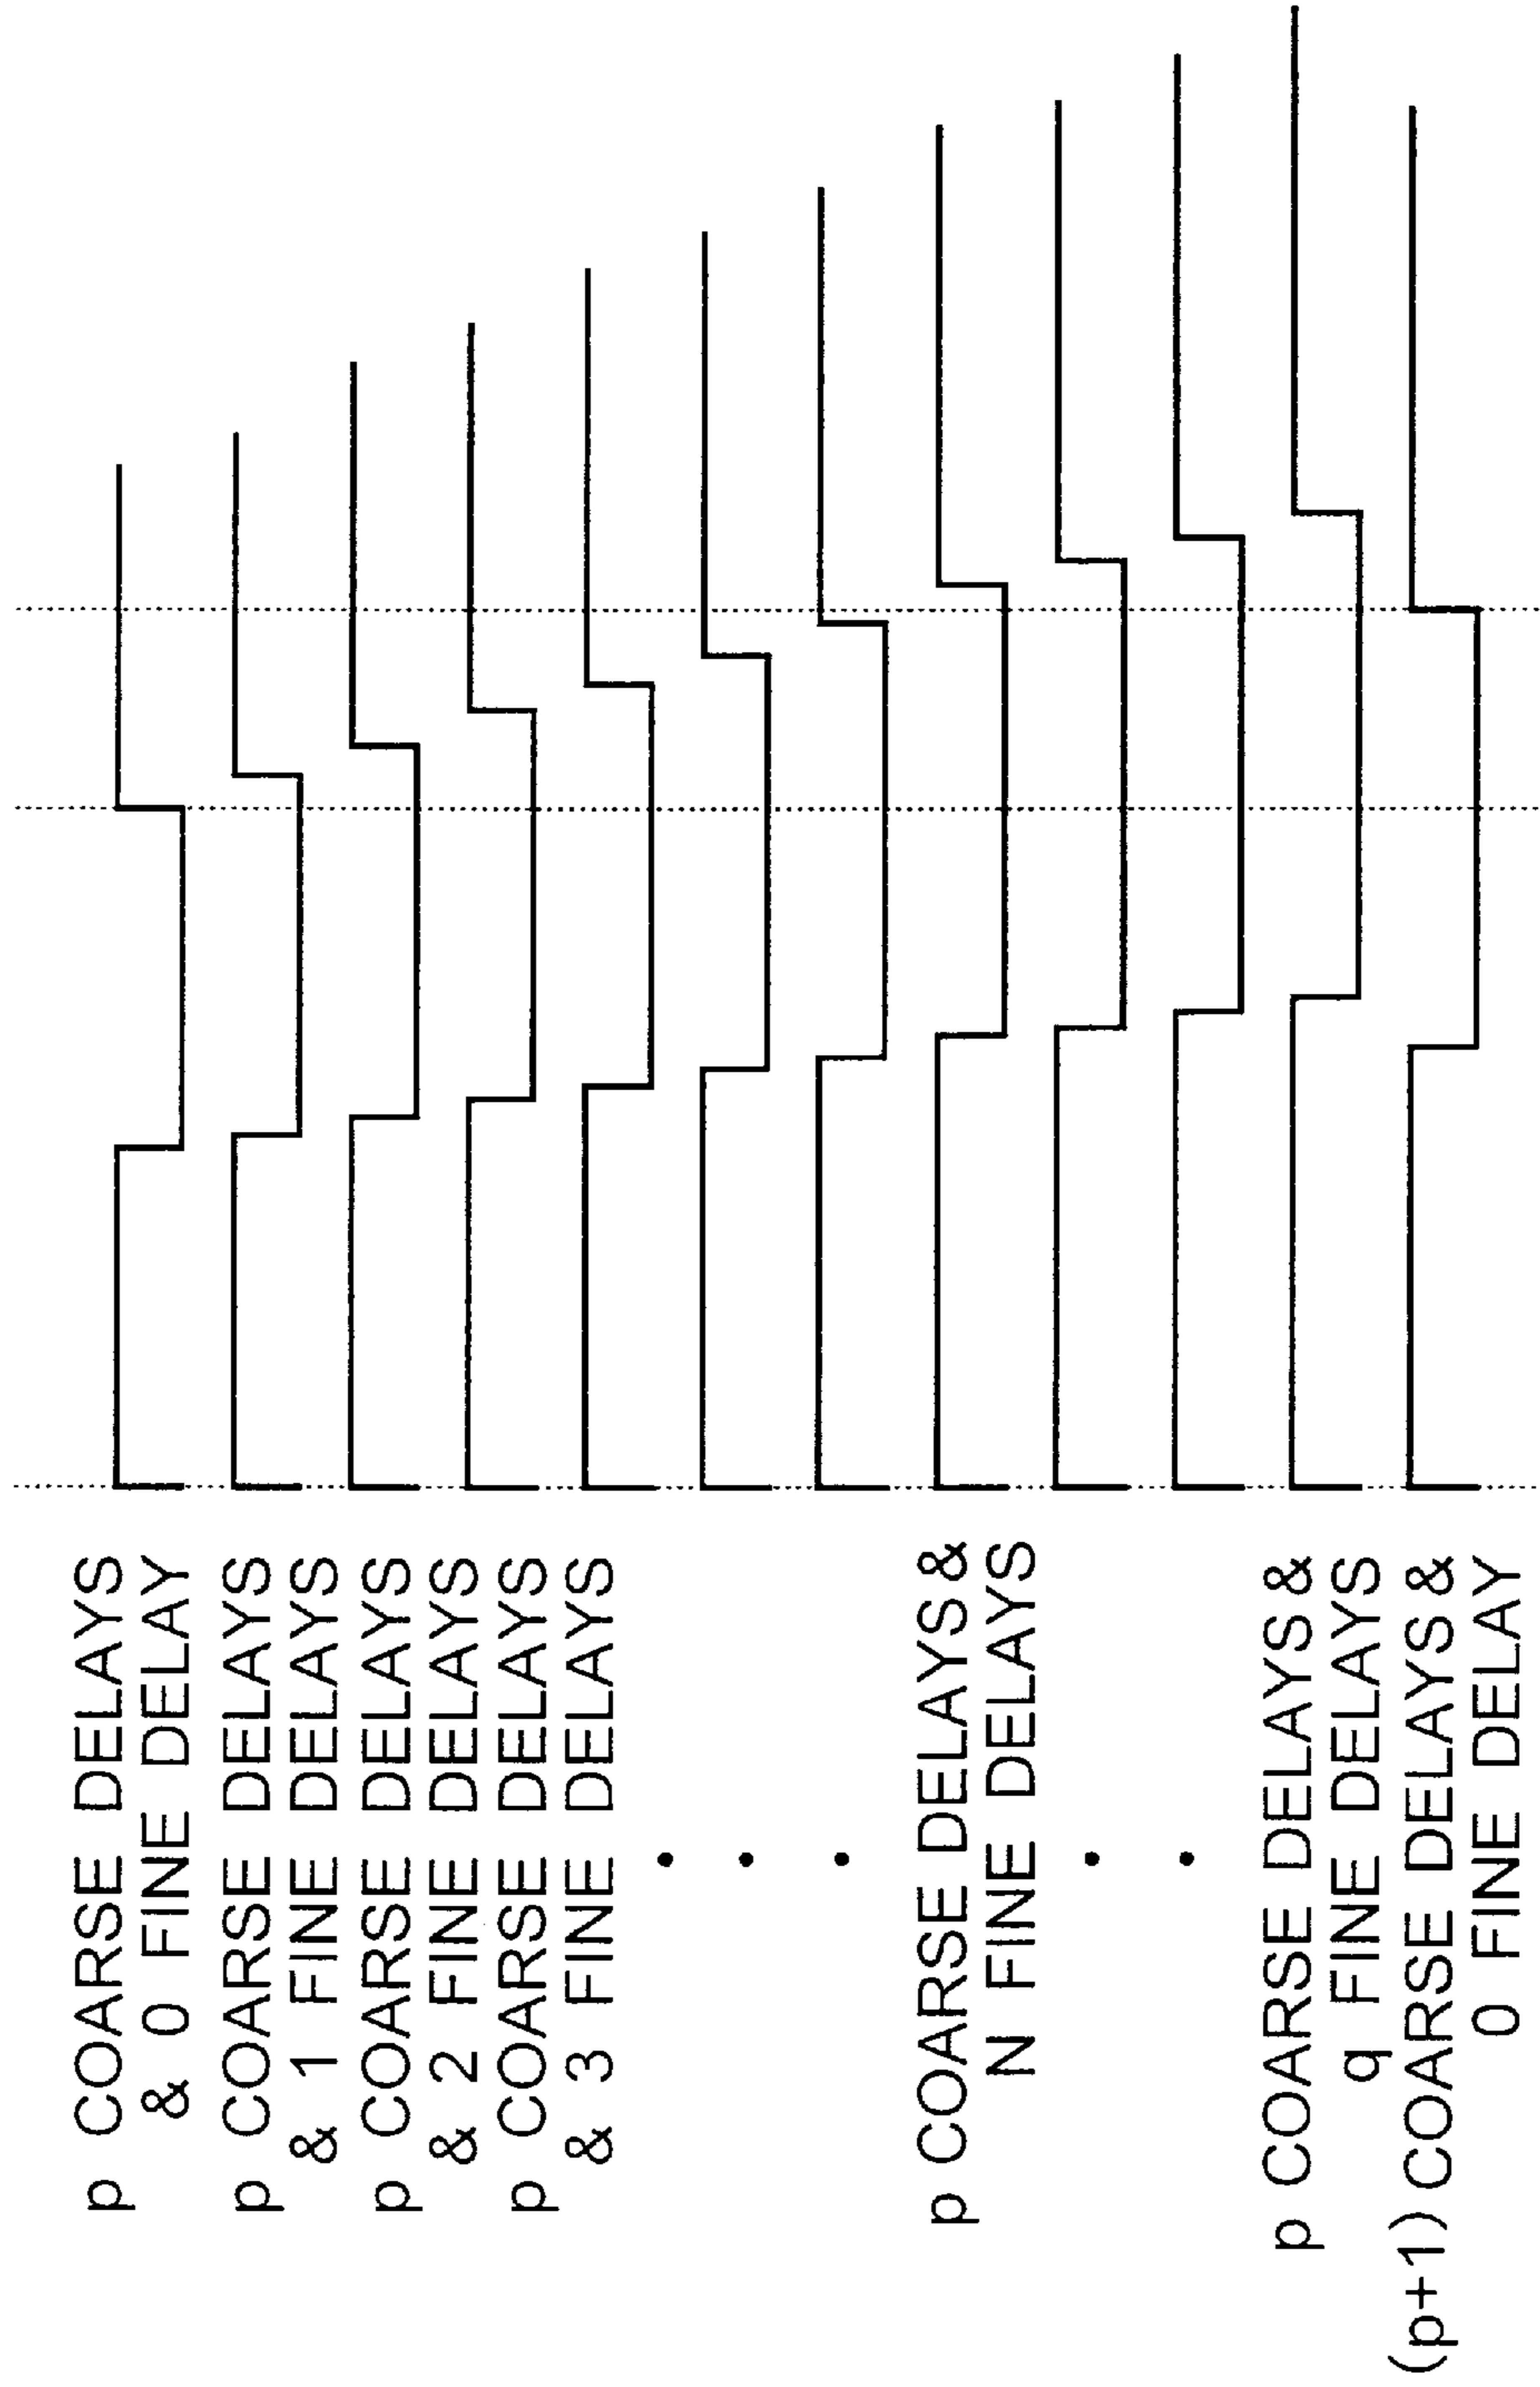 p COARSE DELAYS
& 0 FINE DELAY
p COARSE DELAYS
& 1 FINE DELAYS
p COARSE DELAYS
& 2 FINE DELAYS
p COARSE DELAYS
& 3 FINE DELAYS
p COARSE DELAYS &
N FINE DELAYS
p COARSE DELAYS &
q FINE DELAYS
(p+1) COARSE DELAYS &
0 FINE DELAY